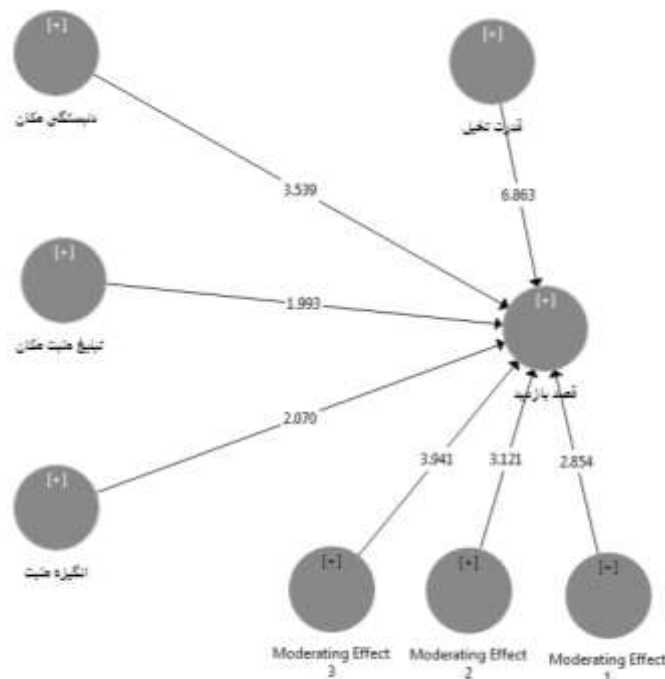 [+]
[+]
دلبستگی مکان
قدرت تخیل
3.539
6.863
[+]
[+]
1.993
تبلیغ مثبت مکان
قصد بازدید
2.070
3.941
3.121
2.854
[+]
انگیزه مثبت
[+]
[+]
[+]
Moderating Effect
3
Moderating Effect
2
Moderating Effect
1